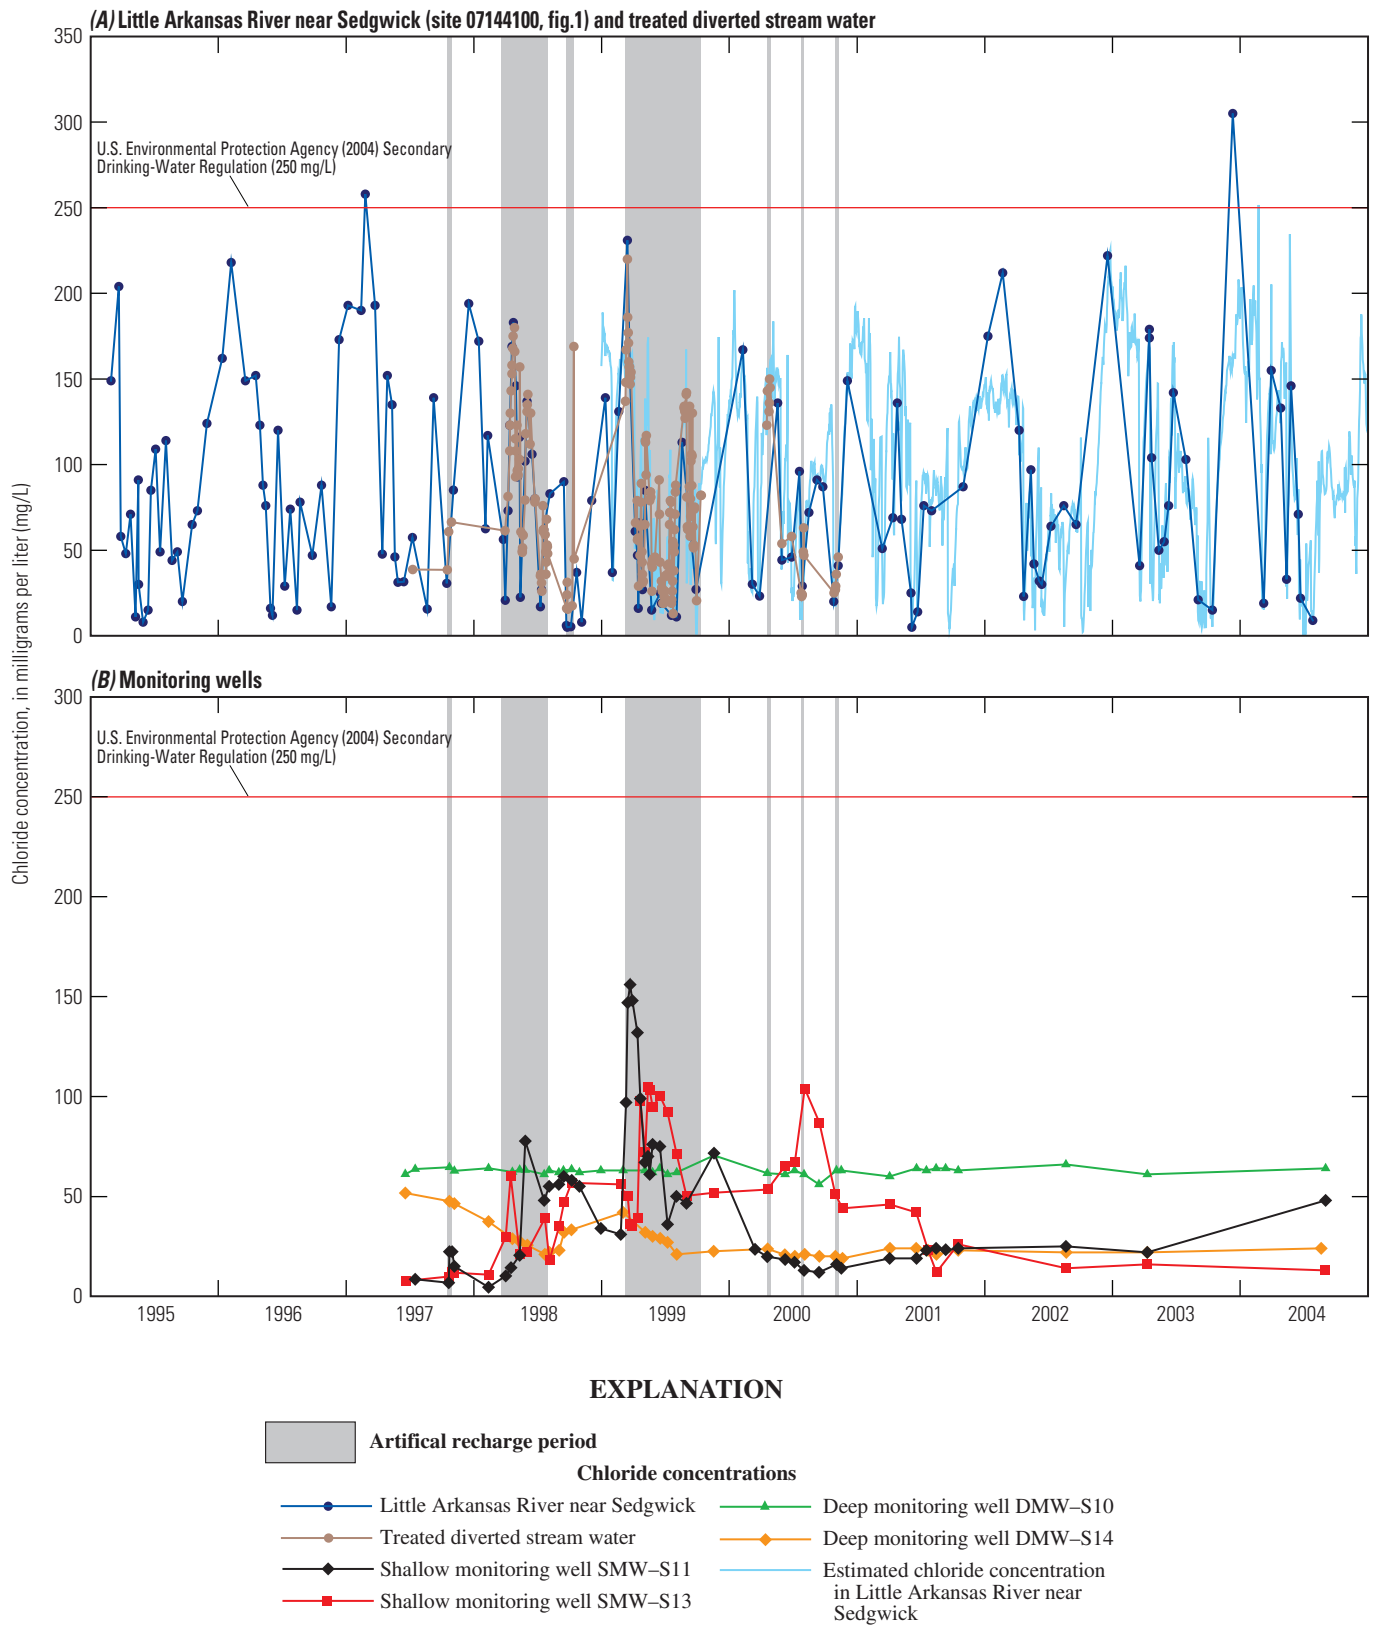 (A) Little Arkansas River near Sedgwick (site 07144100, fig.1) and treated diverted stream water
350
300
250
200
150
100
50
0
U.S. Environmental Protection Agency (2004) Secondary
Drinking-Water Regulation (250 mg/L)
Chloride concentration, in milligrams per liter (mg/L)
(B) Monitoring wells
300
250
200
150
100
50
0
U.S. Environmental Protection Agency (2004) Secondary
Drinking-Water Regulation (250 mg/L)
1995 1996 1997 1998 1999 2000 2001 2002 2003 2004
EXPLANATION
Artifical recharge period
Chloride concentrations
Little Arkansas River near Sedgwick
Treated diverted stream water
Shallow monitoring well SMW–S11
Shallow monitoring well SMW–S13
Deep monitoring well DMW–S10
Deep monitoring well DMW–S14
Estimated chloride concentration
in Little Arkansas River near
Sedgwick